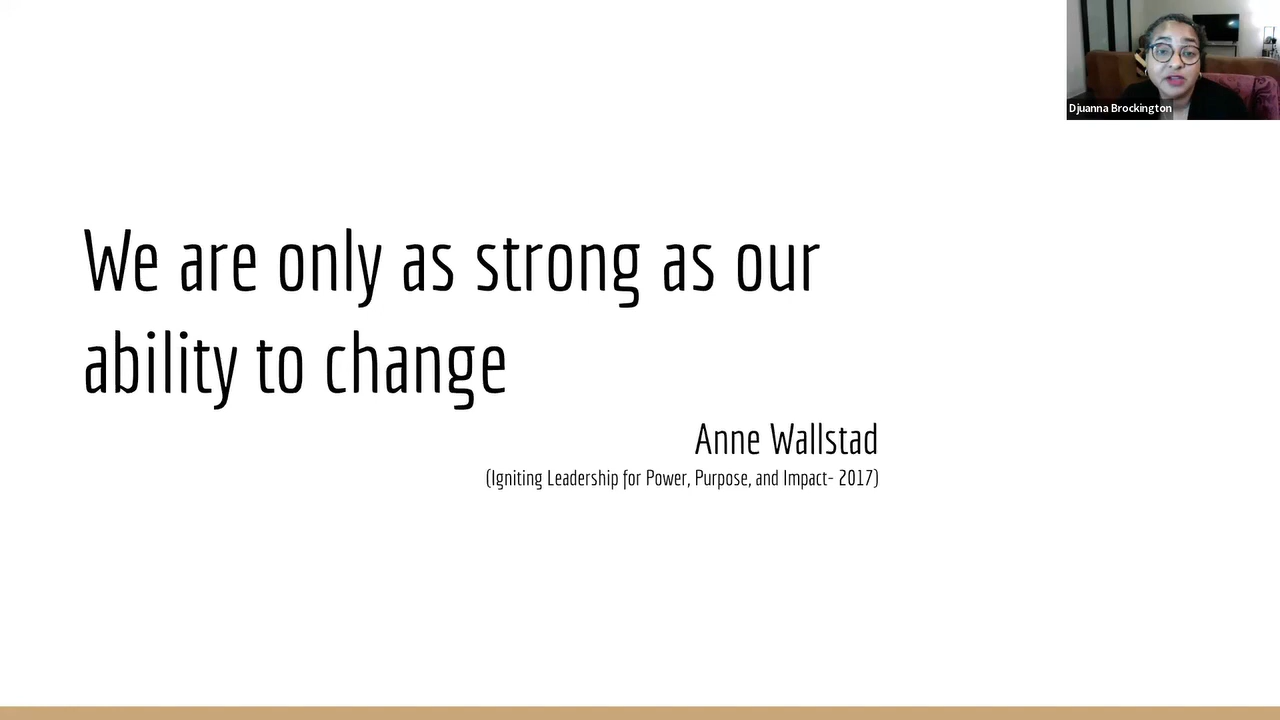 Djuanna Brockington
We are only as strong as our
ability to change
Anne Wallstad
(Igniting Leadership for Power, Purpose, and Impact- 2017)